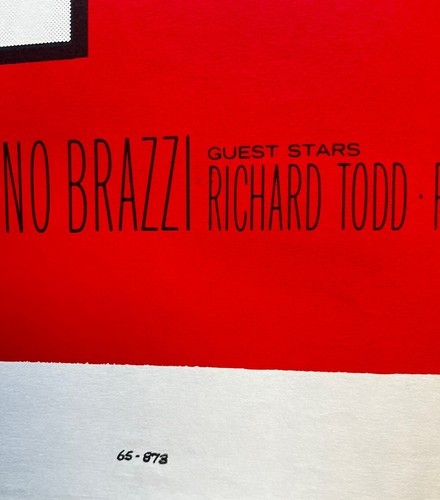 NO BRAZZI
GUEST STARS
RICHARD TODD ·
65-873